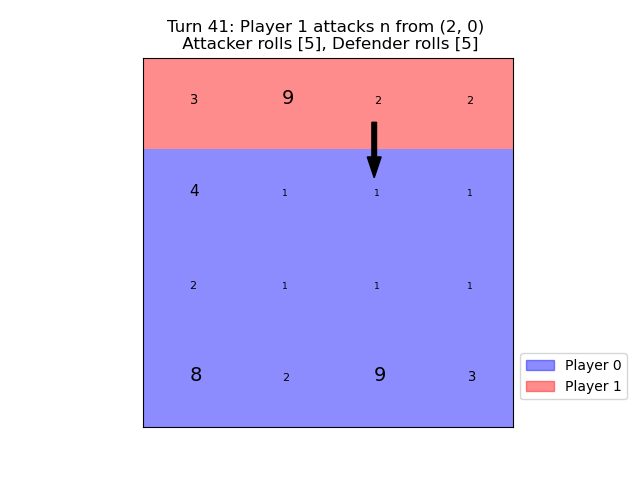 Turn 41: Player 1 attacks n from (2, 0)
Attacker rolls [5], Defender rolls [5]
3 9 2 2
4 1 1 1
2 1 1 1
8 2 9 3
Player 0
Player 1